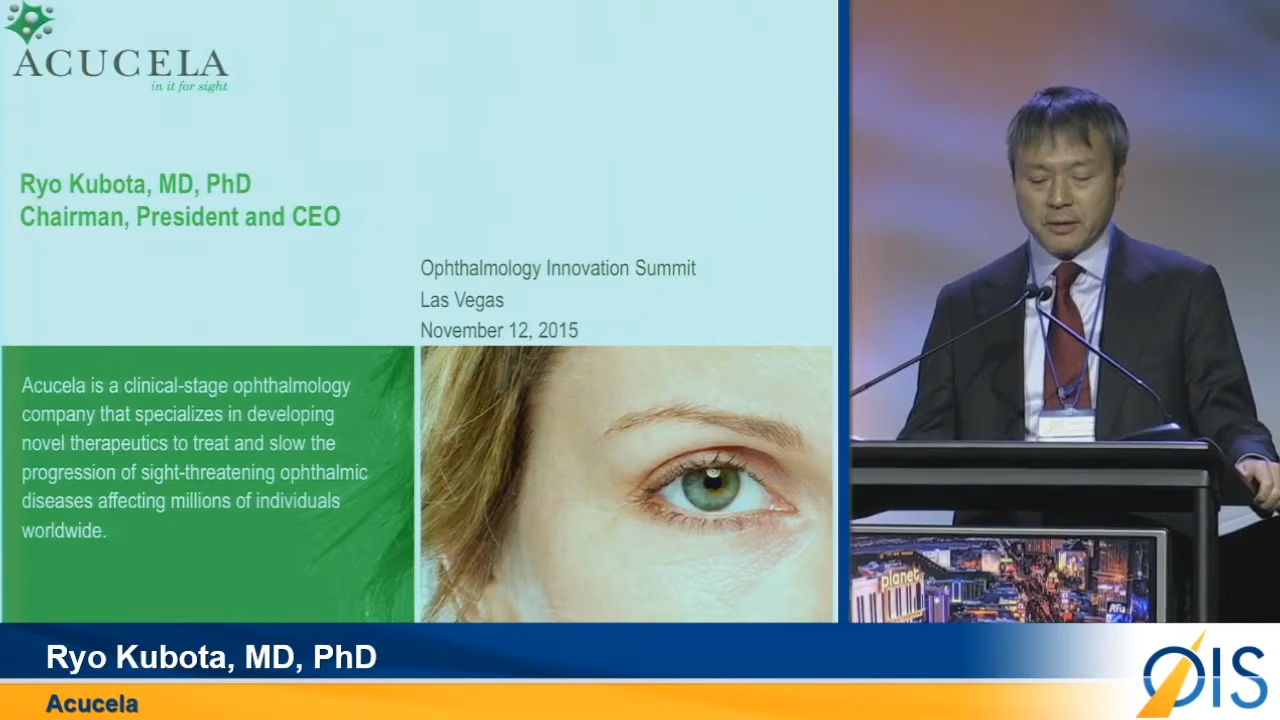 ACUCELA
in it for sight
Ryo Kubota, MD, PhD
Chairman, President and CEO
Ophthalmology Innovation Summit
Las Vegas
November 12, 2015
Acucela is a clinical-stage ophthalmology
company that specializes in developing
novel therapeutics to treat and slow the
progression of sight-threatening ophthalmic
diseases affecting millions of individuals
worldwide.
planet
Ryo Kubota, MD, PhD
Acucela
OIS